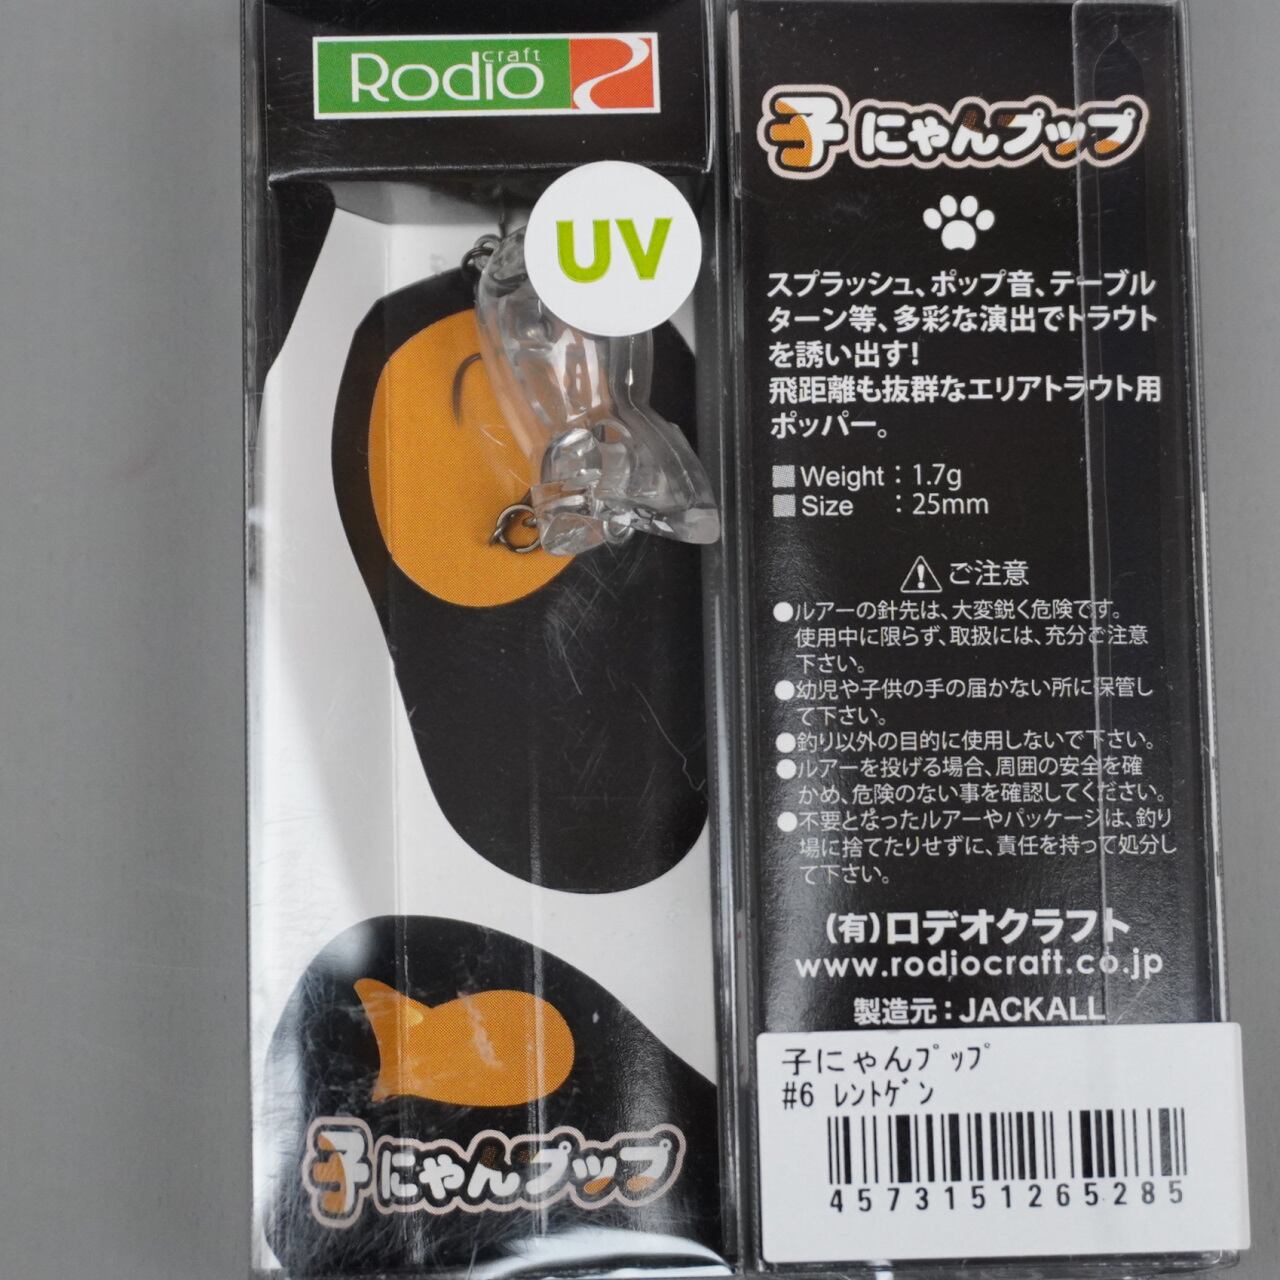 Rodio craft
UV
子にゃんプップ
子にゃんプップ
スプラッシュ、ポップ音、テーブル
ターン等、多彩な演出でトラウト
を誘い出す!
飛距離も抜群なエリアトラウト用
ポッパー。
Weight：1.7g
Size ：25mm
ご注意
●ルアーの針先は、大変鋭く危険です。
使用中に限らず、取扱には、充分ご注意
下さい。
●幼児や子供の手の届かない所に保管し
て下さい。
●釣り以外の目的に使用しないで下さい。
●ルアーを投げる場合、周囲の安全を確
かめ、危険のない事を確認してください。
●不要となったルアーやパッケージは、釣り
場に捨てたりせずに、責任を持って処分し
て下さい。
(有)ロデオクラフト
www.rodiocraft.co.jp
製造元：JACKALL
子にゃんﾌﾟｯﾌﾟ
#6 ﾚﾝﾄｹﾞﾝ
4573151265285